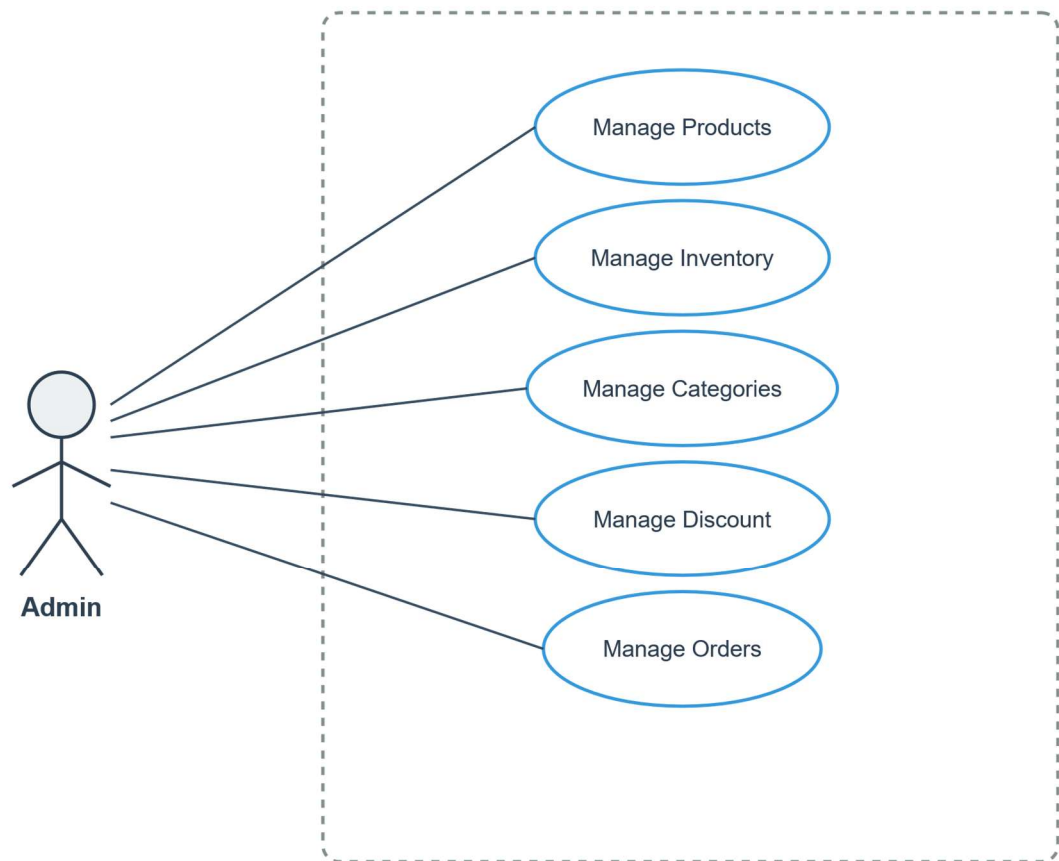 Manage Products
Manage Inventory
Manage Categories
Manage Discount
Manage Orders
Admin